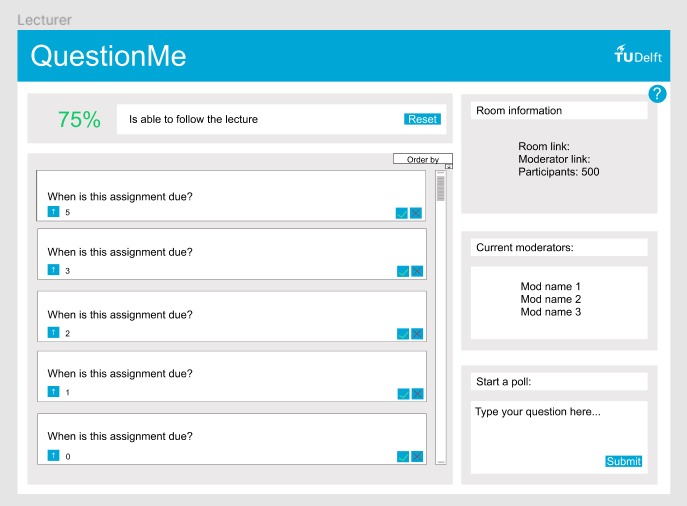 Lecturer
QuestionMe
TUDelft
?
75%
Is able to follow the lecture
Reset
Order by
When is this assignment due?
5
When is this assignment due?
3
When is this assignment due?
2
When is this assignment due?
1
When is this assignment due?
0
Room information
Room link:
Moderator link:
Participants: 500
Current moderators:
Mod name 1
Mod name 2
Mod name 3
Start a poll:
Type your question here...
Submit